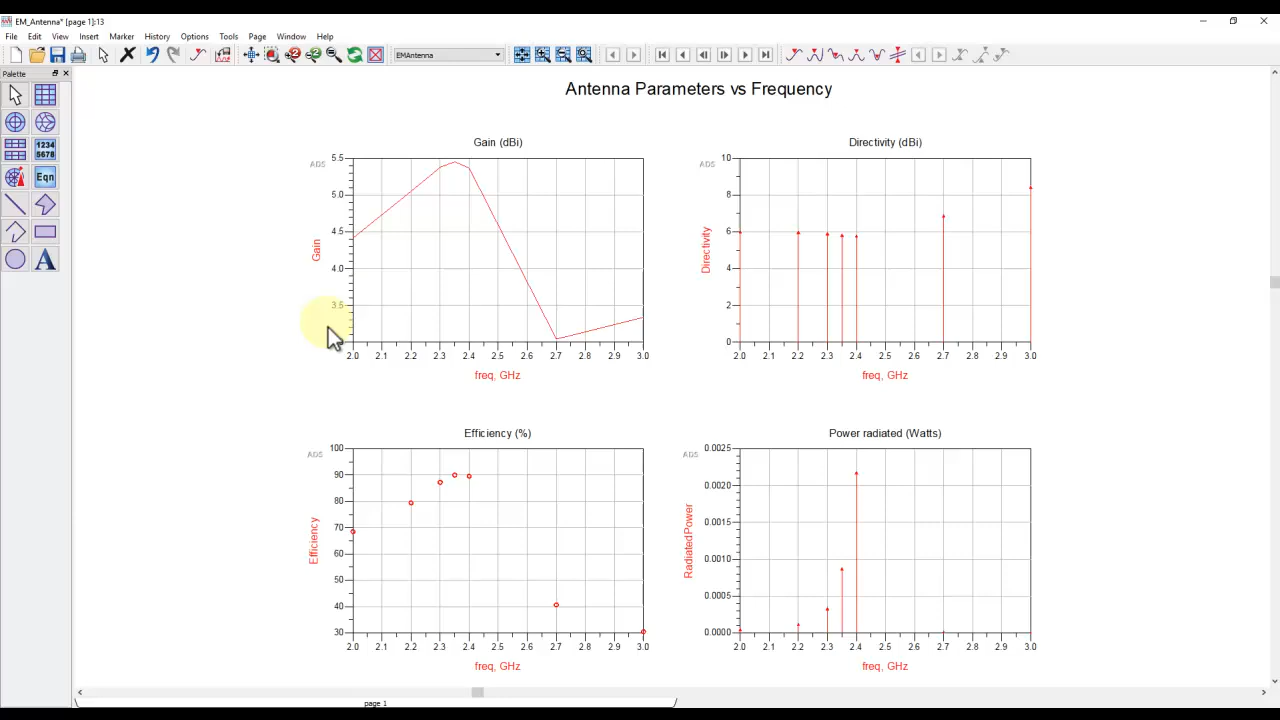 EM_Antenna* [page 1]:13
File Edit View Insert Marker History Options Tools Page Window Help
EMAntenna
Palette
1234
5678
Eqn
A
Antenna Parameters vs Frequency
Gain (dBi)
ADS
5.5
5.0
4.5
4.0
3.5
Gain
2.0 2.1 2.2 2.3 2.4 2.5 2.6 2.7 2.8 2.9 3.0
freq, GHz
Directivity (dBi)
ADS
10
8
6
4
2
0
Directivity
2.0 2.1 2.2 2.3 2.4 2.5 2.6 2.7 2.8 2.9 3.0
freq, GHz
Efficiency (%)
ADS
100
90
80
70
60
50
40
30
Efficiency
2.0 2.1 2.2 2.3 2.4 2.5 2.6 2.7 2.8 2.9 3.0
freq, GHz
Power radiated (Watts)
ADS
0.0025
0.0020
0.0015
0.0010
0.0005
0.0000
RadiatedPower
2.0 2.1 2.2 2.3 2.4 2.5 2.6 2.7 2.8 2.9 3.0
freq, GHz
page 1